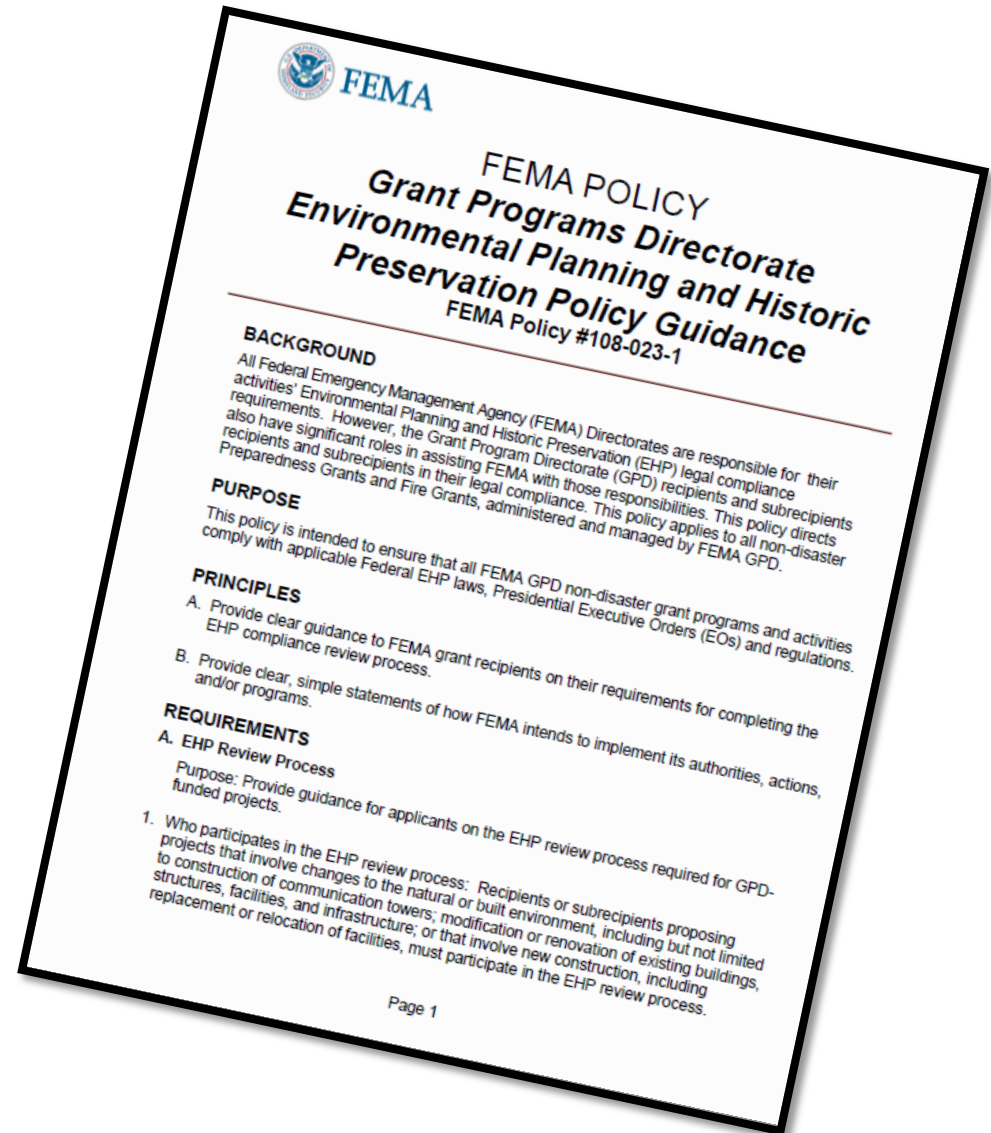 FEMA
FEMA POLICY
Grant Programs Directorate
Environmental Planning and Historic
Preservation Policy Guidance
FEMA Policy #108-023-1
BACKGROUND
All Federal Emergency Management Agency (FEMA) Directorates are responsible for their
activities' Environmental Planning and Historic Preservation (EHP) legal compliance
requirements. However, the Grant Program Directorate (GPD) recipients and subrecipients
also have significant roles in assisting FEMA with those responsibilities. This policy directs
recipients and subrecipients in their legal compliance. This policy applies to all non-disaster
Preparedness Grants and Fire Grants, administered and managed by FEMA GPD.
PURPOSE
This policy is intended to ensure that all FEMA GPD non-disaster grant programs and activities
comply with applicable Federal EHP laws, Presidential Executive Orders (EOs) and regulations.
PRINCIPLES
A. Provide clear guidance to FEMA grant recipients on their requirements for completing the
EHP compliance review process.
B. Provide clear, simple statements of how FEMA intends to implement its authorities, actions,
and/or programs.
REQUIREMENTS
A. EHP Review Process
Purpose: Provide guidance for applicants on the EHP review process required for GPD-
funded projects.
1. Who participates in the EHP review process: Recipients or subrecipients proposing
projects that involve changes to the natural or built environment, including but not limited
to construction of communication towers; modification or renovation of existing buildings,
structures, facilities, and infrastructure; or that involve new construction, including
replacement or relocation of facilities, must participate in the EHP review process.
Page 1